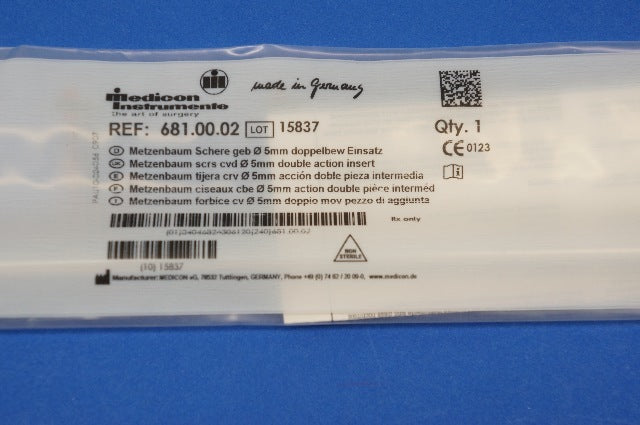 made in Germany
medicon
instrumente
the art of surgery
REF: 681.00.02 LOT 15837
Qty. 1
D Metzenbaum Schere geb Ø 5mm doppelbew Einsatz
CE 0123
Metzenbaum scrs cvd Ø 5mm double action insert
E Metzenbaum tijera crv Ø 5mm acción doble pieza intermedia
F Metzenbaum ciseaux cbe Ø 5mm action double pièce interméd
I Metzenbaum forbice cv Ø 5mm doppio mov pezzo di aggiunta
Rx only
(10) 15837
NON
STERILE
Manufacturer: MEDICON eG, 78532 Tuttlingen, GERMANY, Phone +49 (0) 74 62 / 20 09-0, www.medicon.de